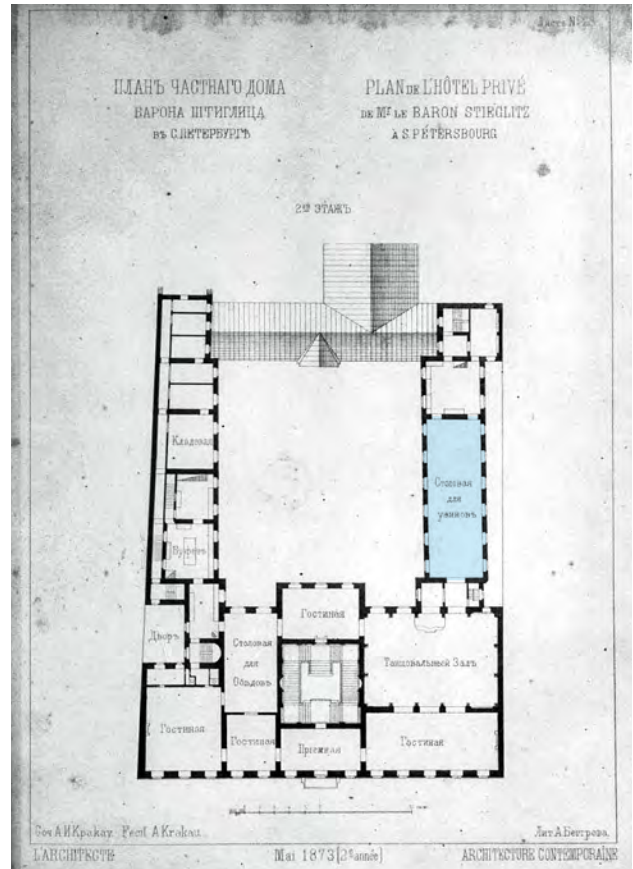 Листъ №
ПЛАНЪ ЧАСТНАГО ДОМА
БАРОНА ШТИГЛИЦА
въ С.ПЕТЕРБУРГѢ
PLAN DE L'HÔTEL PRIVÉ
DE Mr LE BARON STIEGLITZ
À S. PÉTERSBOURG
2й ЭТАЖЪ
Кладовая
Столовая
для
ужиновъ
Буфетъ
Дворъ
Гостиная
Столовая
для
Обѣдовъ
Танцовальный Залъ
Гостиная
Гостиная
Пріемная
Гостиная
Соч. А.И.Кракау. Fecit A.Krakau.
Лит. А.Беггрова.
L'ARCHITECTE
Mai 1873 (2e année)
ARCHITECTURE CONTEMPORAINE